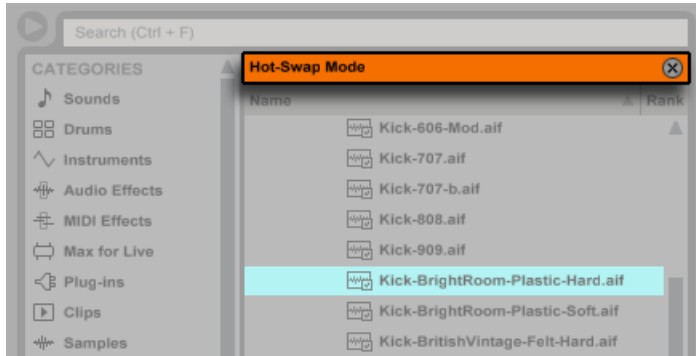 Search (Ctrl + F)
CATEGORIES
Sounds
Drums
Instruments
Audio Effects
MIDI Effects
Max for Live
Plug-ins
Clips
Samples
Hot-Swap Mode
Name Rank
Kick-606-Mod.aif
Kick-707.aif
Kick-707-b.aif
Kick-808.aif
Kick-909.aif
Kick-BrightRoom-Plastic-Hard.aif
Kick-BrightRoom-Plastic-Soft.aif
Kick-BritishVintage-Felt-Hard.aif